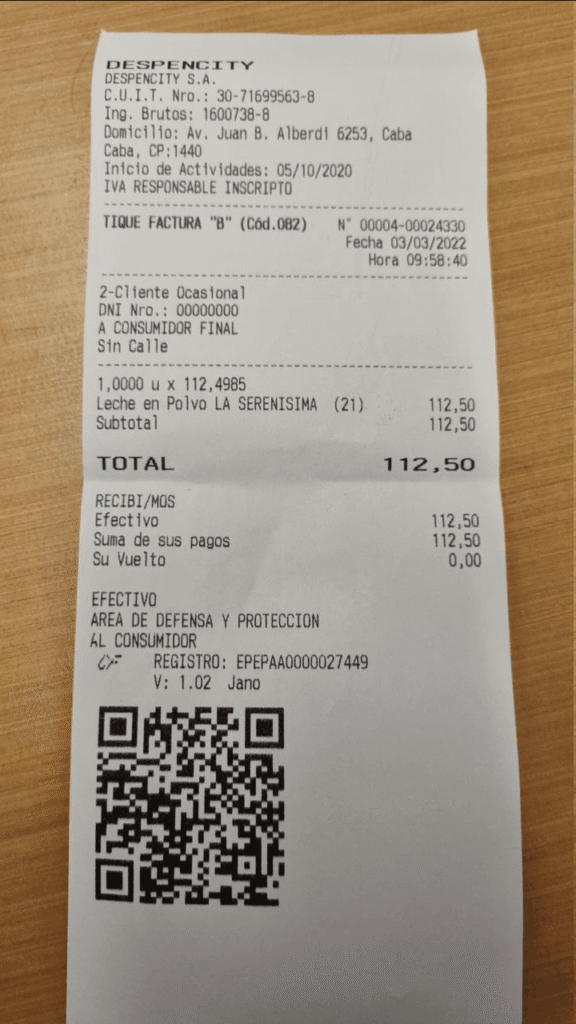 DESPENCITY
DESPENCITY S.A.
C.U.I.T. Nro.: 30-71699563-8
Ing. Brutos: 1600738-8
Domicilio: Av. Juan B. Alberdi 6253, Caba
Caba, CP:1440
Inicio de Actividades: 05/10/2020
IVA RESPONSABLE INSCRIPTO
TIQUE FACTURA "B" (Cód.082) N° 00004-00024330
Fecha 03/03/2022
Hora 09:58:40
2-Cliente Ocasional
DNI Nro.: 00000000
A CONSUMIDOR FINAL
Sin Calle
1,0000 u x 112,4985
Leche en Polvo LA SERENISIMA (21) 112,50
Subtotal 112,50
TOTAL 112,50
RECIBI/MOS
Efectivo 112,50
Suma de sus pagos 112,50
Su Vuelto 0,00
EFECTIVO
AREA DE DEFENSA Y PROTECCION
AL CONSUMIDOR
CF REGISTRO: EPEPAA0000027449
V: 1.02 Jano